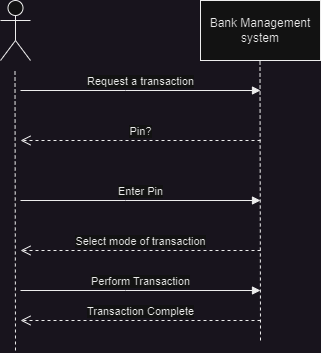 Bank Management
system
Request a transaction
Pin?
Enter Pin
Select mode of transaction
Perform Transaction
Transaction Complete